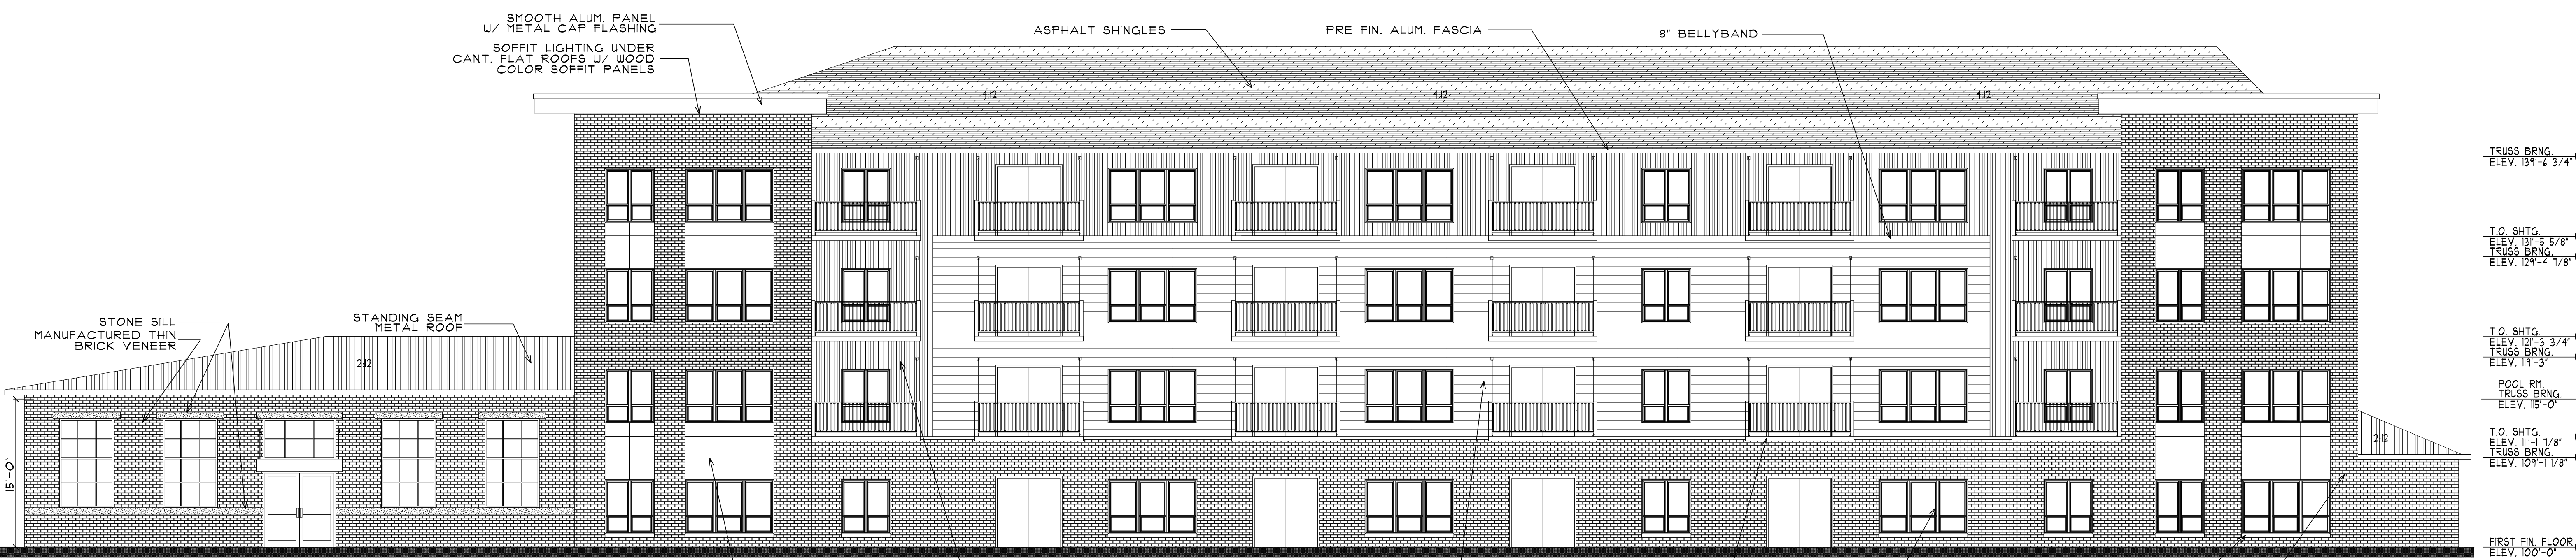 SMOOTH ALUM. PANEL
W/ METAL CAP FLASHING
SOFFIT LIGHTING UNDER
CANT. FLAT ROOFS W/ WOOD
COLOR SOFFIT PANELS
ASPHALT SHINGLES
PRE-FIN. ALUM. FASCIA
8" BELLYBAND
4:12
4:12
4:12
STONE SILL
MANUFACTURED THIN
BRICK VENEER
STANDING SEAM
METAL ROOF
2:12
15'-0"
2:12
TRUSS BRNG.
ELEV. 139'-6 3/4"
T.O. SHTG.
ELEV. 131'-5 5/8"
TRUSS BRNG.
ELEV. 129'-4 7/8"
T.O. SHTG.
ELEV. 121'-3 3/4"
TRUSS BRNG.
ELEV. 119'-3"
POOL RM.
TRUSS BRNG.
ELEV. 115'-0"
T.O. SHTG.
ELEV. 111'-1 7/8"
TRUSS BRNG.
ELEV. 109'-1 1/8"
FIRST FIN. FLOOR
ELEV. 100'-0"